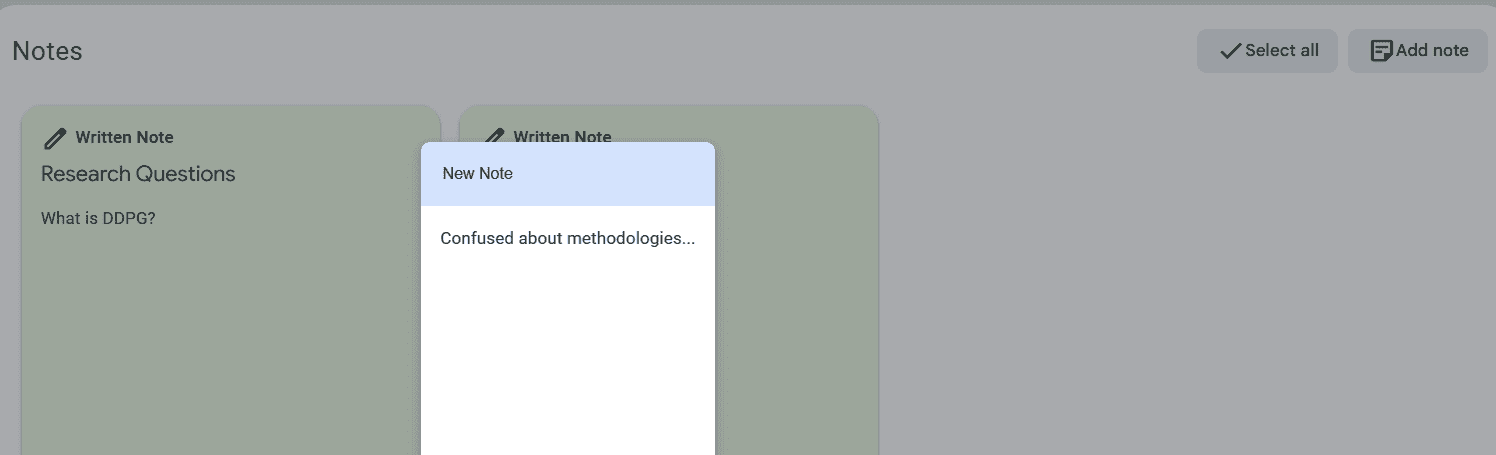 Notes
Select all
Add note
Written Note
Research Questions
What is DDPG?
Written Note
New Note
Confused about methodologies...